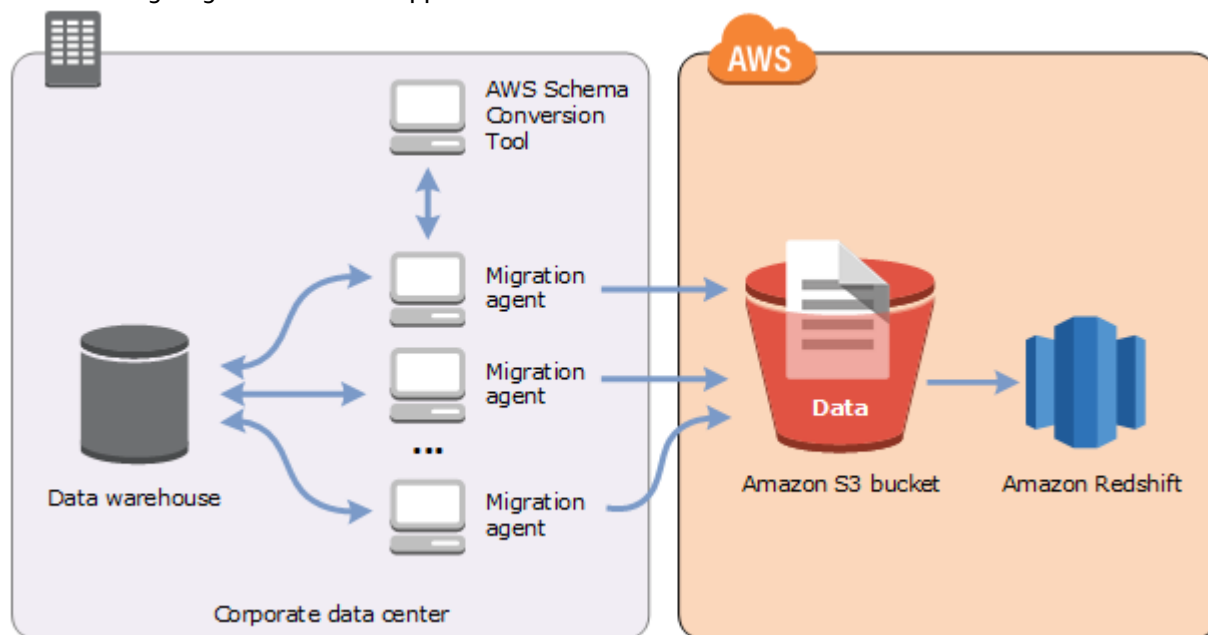 AWS
AWS Schema
Conversion
Tool
Migration
agent
Migration
agent
...
Migration
agent
Data warehouse
Corporate data center
Data
Amazon S3 bucket
Amazon Redshift